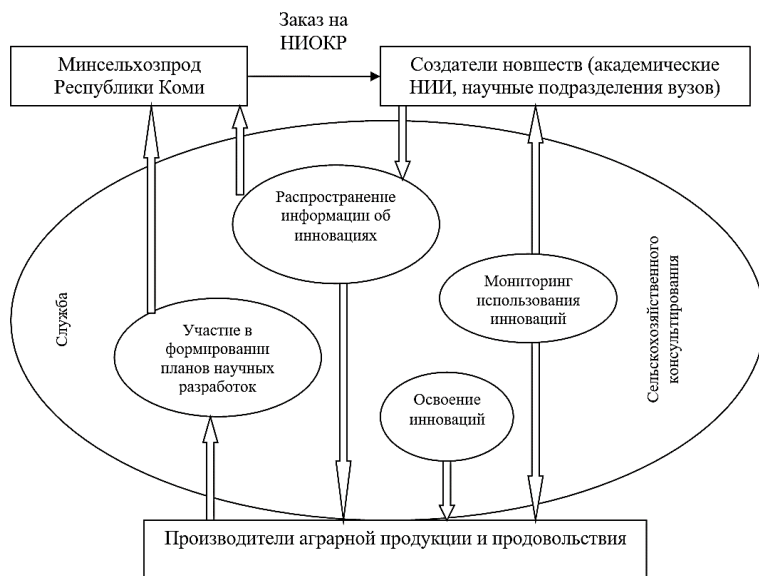 Заказ на
НИОКР
Минсельхозпрод
Республики Коми
Создатели новшеств (академические
НИИ, научные подразделения вузов)
Распространение
информации об
инновациях
Мониторинг
использования
инноваций
Служба
Сельскохозяйственного
консультирования
Участие в
формировании
планов научных
разработок
Освоение
инноваций
Производители аграрной продукции и продовольствия